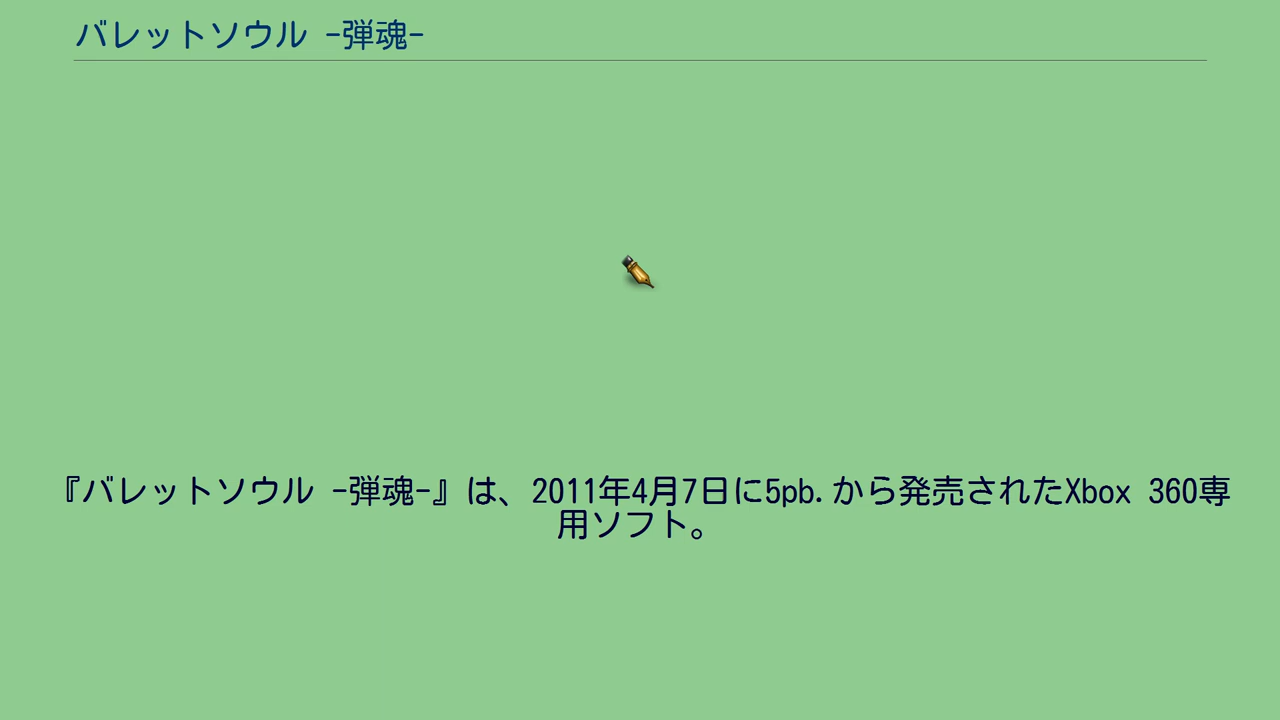 バレットソウル -弾魂-
『バレットソウル -弾魂-』は、2011年4月7日に5pb.から発売されたXbox 360専
用ソフト。